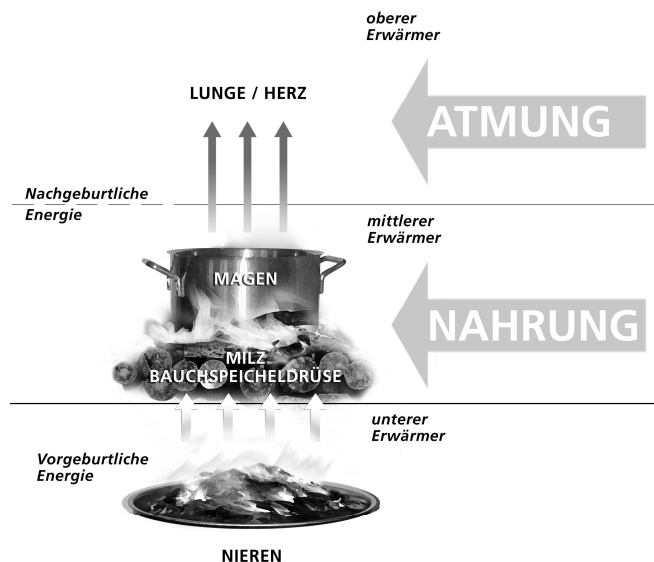 oberer
Erwärmer
LUNGE / HERZ
ATMUNG
Nachgeburtliche
Energie
mittlerer
Erwärmer
MAGEN
NAHRUNG
MILZ
BAUCHSPEICHELDRÜSE
unterer
Erwärmer
Vorgeburtliche
Energie
NIEREN